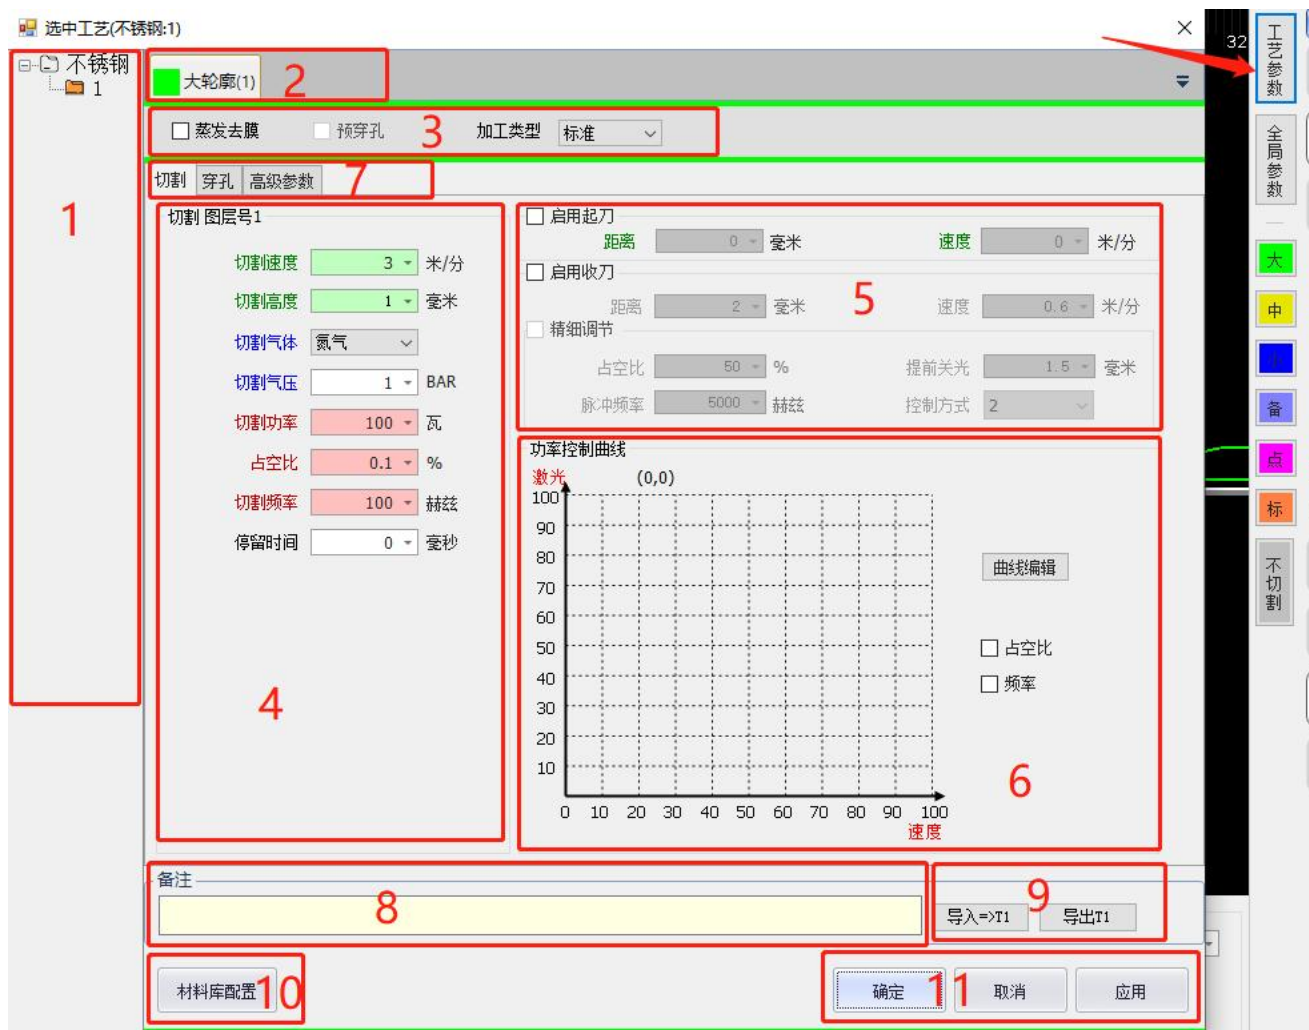 选中工艺(不锈钢:1)
32
工艺参数
不锈钢
1
大轮廓(1)
2
蒸发去膜
预穿孔
3
加工类型
标准
全局参数
切割
穿孔
高级参数
7
1
切割 图层号1
切割速度 3 米/分
切割高度 1 毫米
切割气体 氮气
切割气压 1 BAR
切割功率 100 瓦
占空比 0.1 %
切割频率 100 赫兹
停留时间 0 毫秒
4
启用起刀
距离 0 毫米 速度 0 米/分
启用收刀
距离 2 毫米 速度 0.6 米/分
5
精细调节
占空比 50 % 提前关光 1.5 毫米
脉冲频率 5000 赫兹 控制方式 2
功率控制曲线
激光 (0,0)
100
90
80
70
60
50
40
30
20
10
0 10 20 30 40 50 60 70 80 90 100
速度
曲线编辑
占空比
频率
6
大
中
小
备
点
标
不切割
备注
8
9
导入=>T1
导出T1
材料库配置
10
确定
11
取消
应用